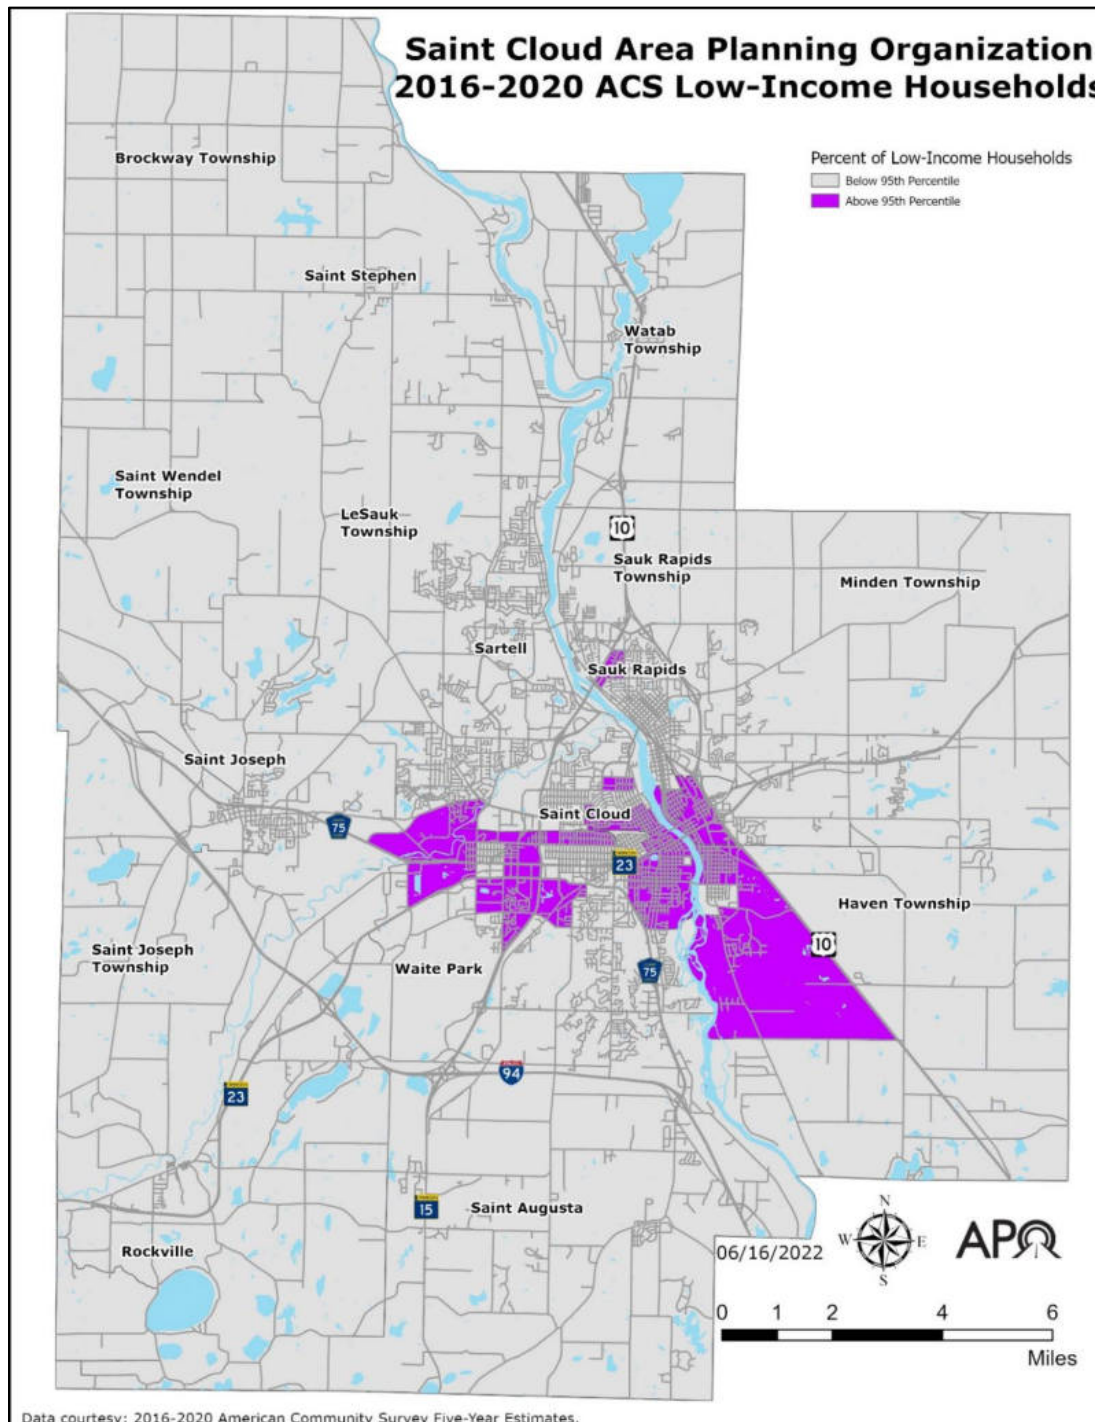 Saint Cloud Area Planning Organization
2016-2020 ACS Low-Income Households
Percent of Low-Income Households
Below 95th Percentile
Above 95th Percentile
Brockway Township
Saint Stephen
Watab
Township
Saint Wendel
Township
LeSauk
Township
10
Sauk Rapids
Township
Minden Township
Sartell
Sauk Rapids
Saint Joseph
75
Saint Cloud
23
Haven Township
10
Saint Joseph
Township
Waite Park
75
94
23
15
Saint Augusta
Rockville
06/16/2022
N
W
E
S
APO
0 1 2 4 6
Miles
Data courtesy: 2016-2020 American Community Survey Five-Year Estimates.